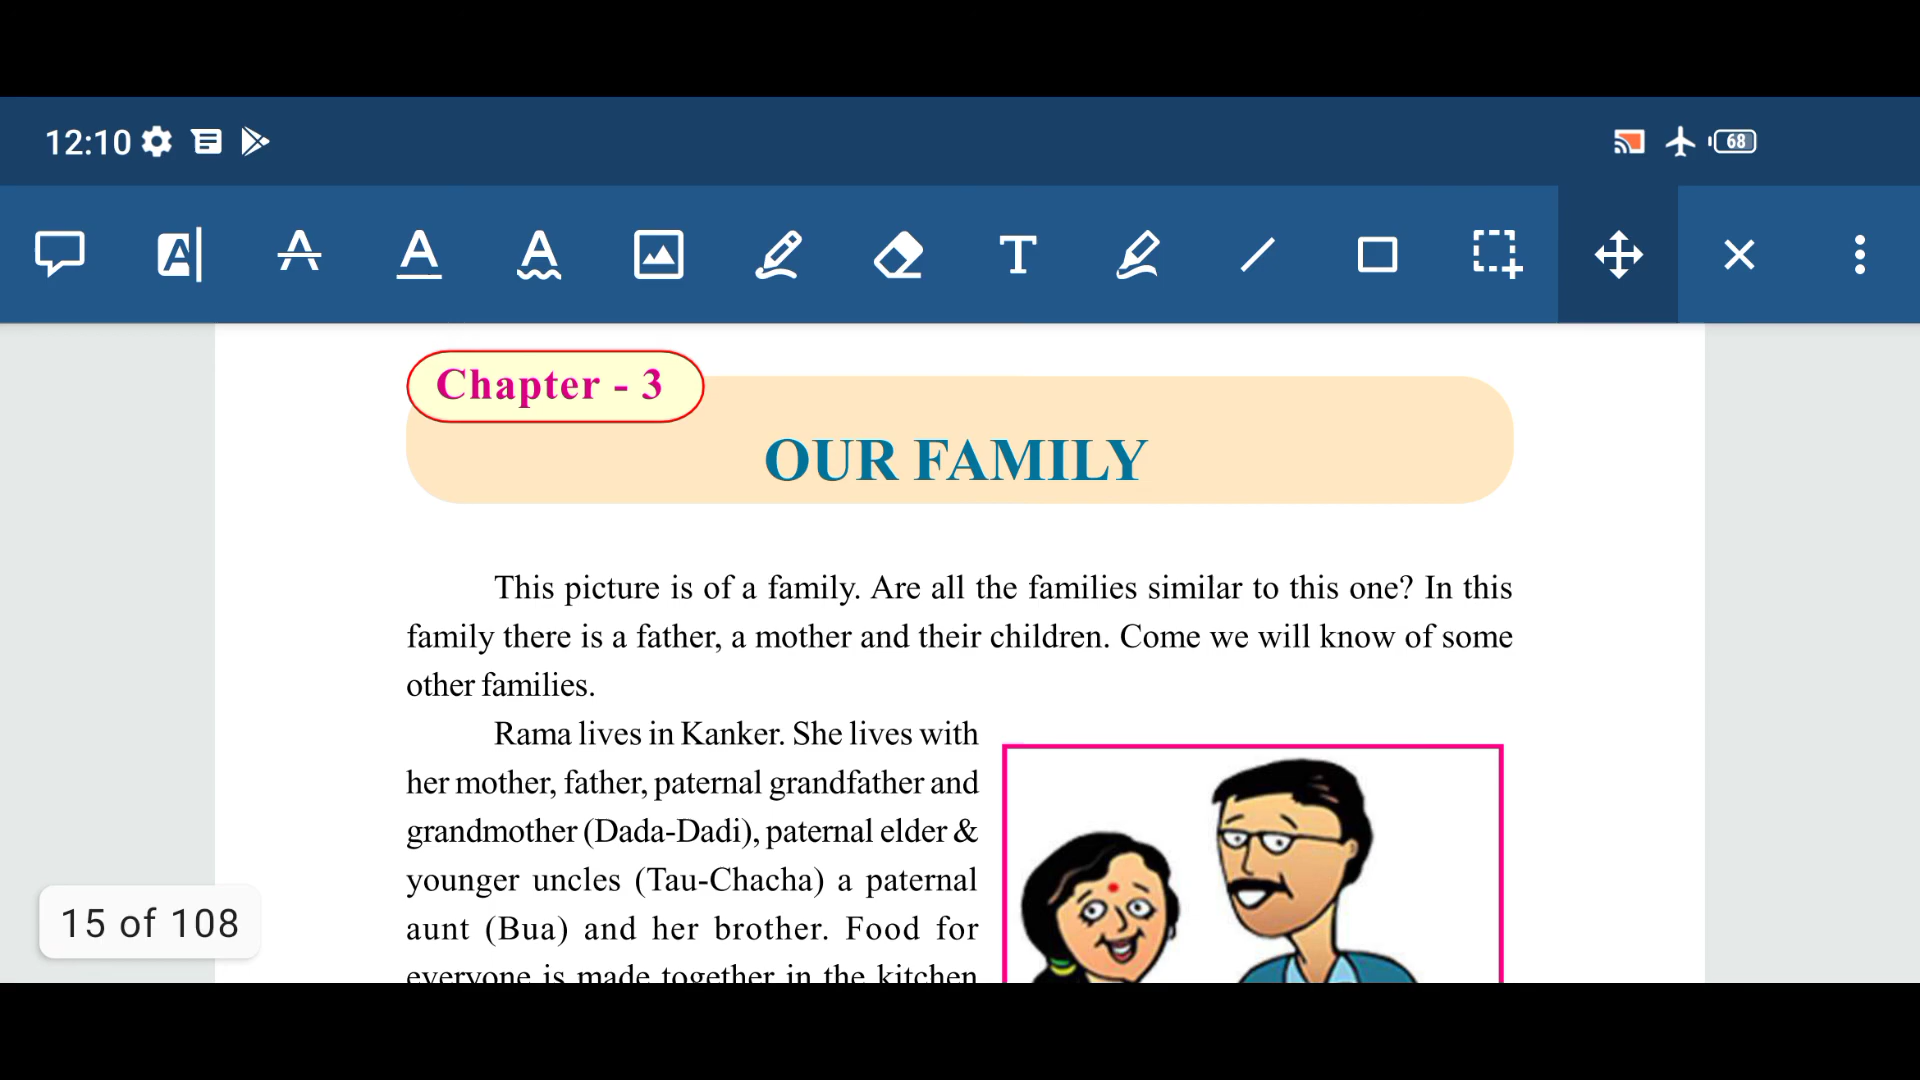 12:10
68
A
A
A
A
T
Chapter - 3
OUR FAMILY
This picture is of a family. Are all the families similar to this one? In this
family there is a father, a mother and their children. Come we will know of some
other families.
Rama lives in Kanker. She lives with
her mother, father, paternal grandfather and
grandmother (Dada-Dadi), paternal elder &
younger uncles (Tau-Chacha) a paternal
aunt (Bua) and her brother. Food for
everyone is made together in the kitchen
15 of 108